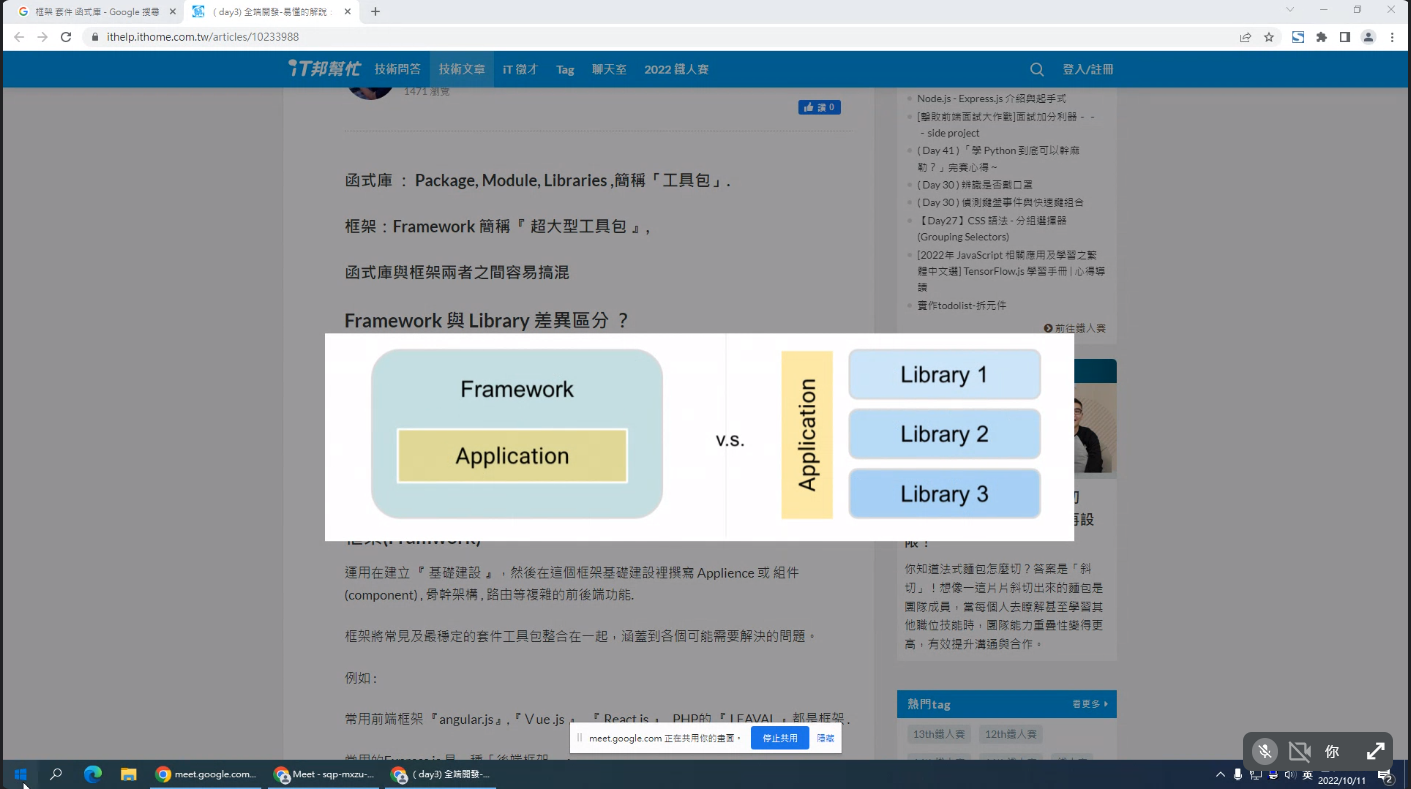 框架 套件 函式庫 - Google 搜尋
( day3) 全端開發-易懂的解說
ithelp.ithome.com.tw/articles/10233988
iT邦幫忙 技術問答 技術文章 iT 徵才 Tag 聊天室 2022 鐵人賽 登入/註冊
1471 瀏覽
讚 0
函式庫 : Package, Module, Libraries ,簡稱「工具包」.
框架 : Framework 簡稱『 超大型工具包 』,
函式庫與框架兩者之間容易搞混
Framework 與 Library 差異區分 ?
Framework
Application
v.s.
Application
Library 1
Library 2
Library 3
框架(Framwork)
運用在建立 『 基礎建設 』, 然後在這個框架基礎建設裡撰寫 Applience 或 組件
(component) , 骨幹架構 , 路由等複雜的前後端功能.
框架將常見及最穩定的套件工具包整合在一起,涵蓋到各個可能需要解決的問題。
例如 :
常用前端框架 『angular.js』,『Vue .js 』 『 React.js 』 PHP的 『 LEAVAL 』都是框架 .
Node.js - Express.js 介紹與起手式
[擊敗前端面試大作戰]面試加分利器 - -
- side project
( Day 41 ) 「學 Python 到底可以幹麻
勒?」完賽心得 ~
( Day 30 ) 辨識是否戴口罩
( Day 30 ) 偵測鍵盤事件與快速鍵組合
【Day27】CSS 語法 - 分組選擇器
(Grouping Selectors)
[2022年 JavaScript 相關應用及學習之繁
體中文選] TensorFlow.js 學習手冊 | 心得導
讀
實作todolist-拆元件
前往鐵人賽
切
再設
限!
你知道法式麵包怎麼切?答案是「斜
切」!想像一這片片斜切出來的麵包是
團隊成員,當每個人去瞭解甚至學習其
他職位技能時,團隊能力重疊性變得更
高,有效提升溝通與合作。
熱門tag 看更多
13th鐵人賽 12th鐵人賽
meet.google.com 正在共用你的畫面。 停止共用 隱藏
你
meet.google.com... Meet - sqp-mxzu-... ( day3) 全端開發-...
英
2022/10/11
2